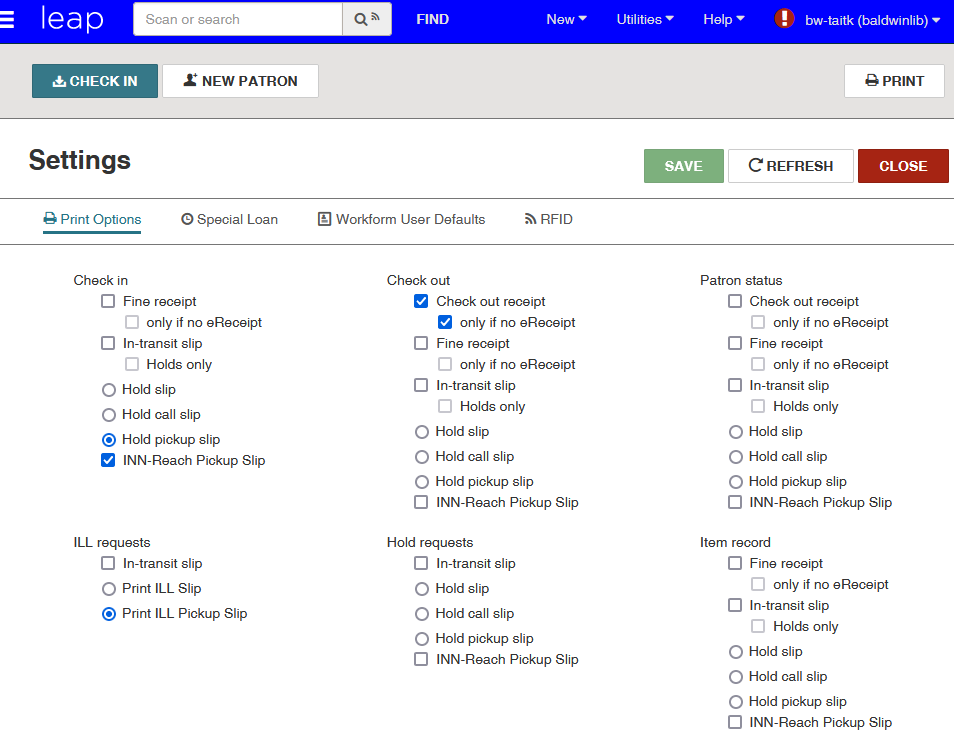 leap Scan or search FIND New Utilities Help bw-taitk (baldwinlib)
CHECK IN NEW PATRON PRINT
Settings SAVE REFRESH CLOSE
Print Options Special Loan Workform User Defaults RFID
Check in
Fine receipt
only if no eReceipt
In-transit slip
Holds only
Hold slip
Hold call slip
Hold pickup slip
INN-Reach Pickup Slip
Check out
Check out receipt
only if no eReceipt
Fine receipt
only if no eReceipt
In-transit slip
Holds only
Hold slip
Hold call slip
Hold pickup slip
INN-Reach Pickup Slip
Patron status
Check out receipt
only if no eReceipt
Fine receipt
only if no eReceipt
In-transit slip
Holds only
Hold slip
Hold call slip
Hold pickup slip
INN-Reach Pickup Slip
ILL requests
In-transit slip
Print ILL Slip
Print ILL Pickup Slip
Hold requests
In-transit slip
Hold slip
Hold call slip
Hold pickup slip
INN-Reach Pickup Slip
Item record
Fine receipt
only if no eReceipt
In-transit slip
Holds only
Hold slip
Hold call slip
Hold pickup slip
INN-Reach Pickup Slip